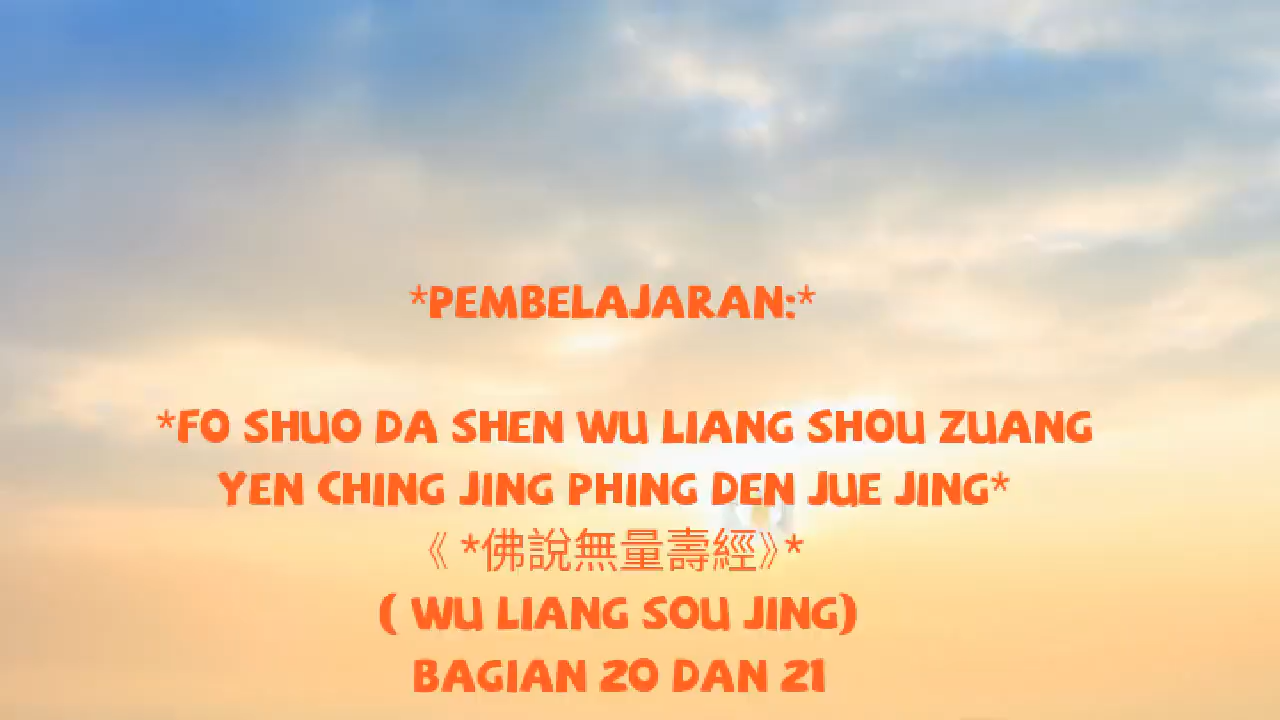 *PEMBELAJARAN:*
*FO SHUO DA SHEN WU LIANG SHOU ZUANG
YEN CHING JING PHING DEN JUE JING*
《 *佛說無量壽經》*
( WU LIANG SOU JING)
BAGIAN 20 DAN 21